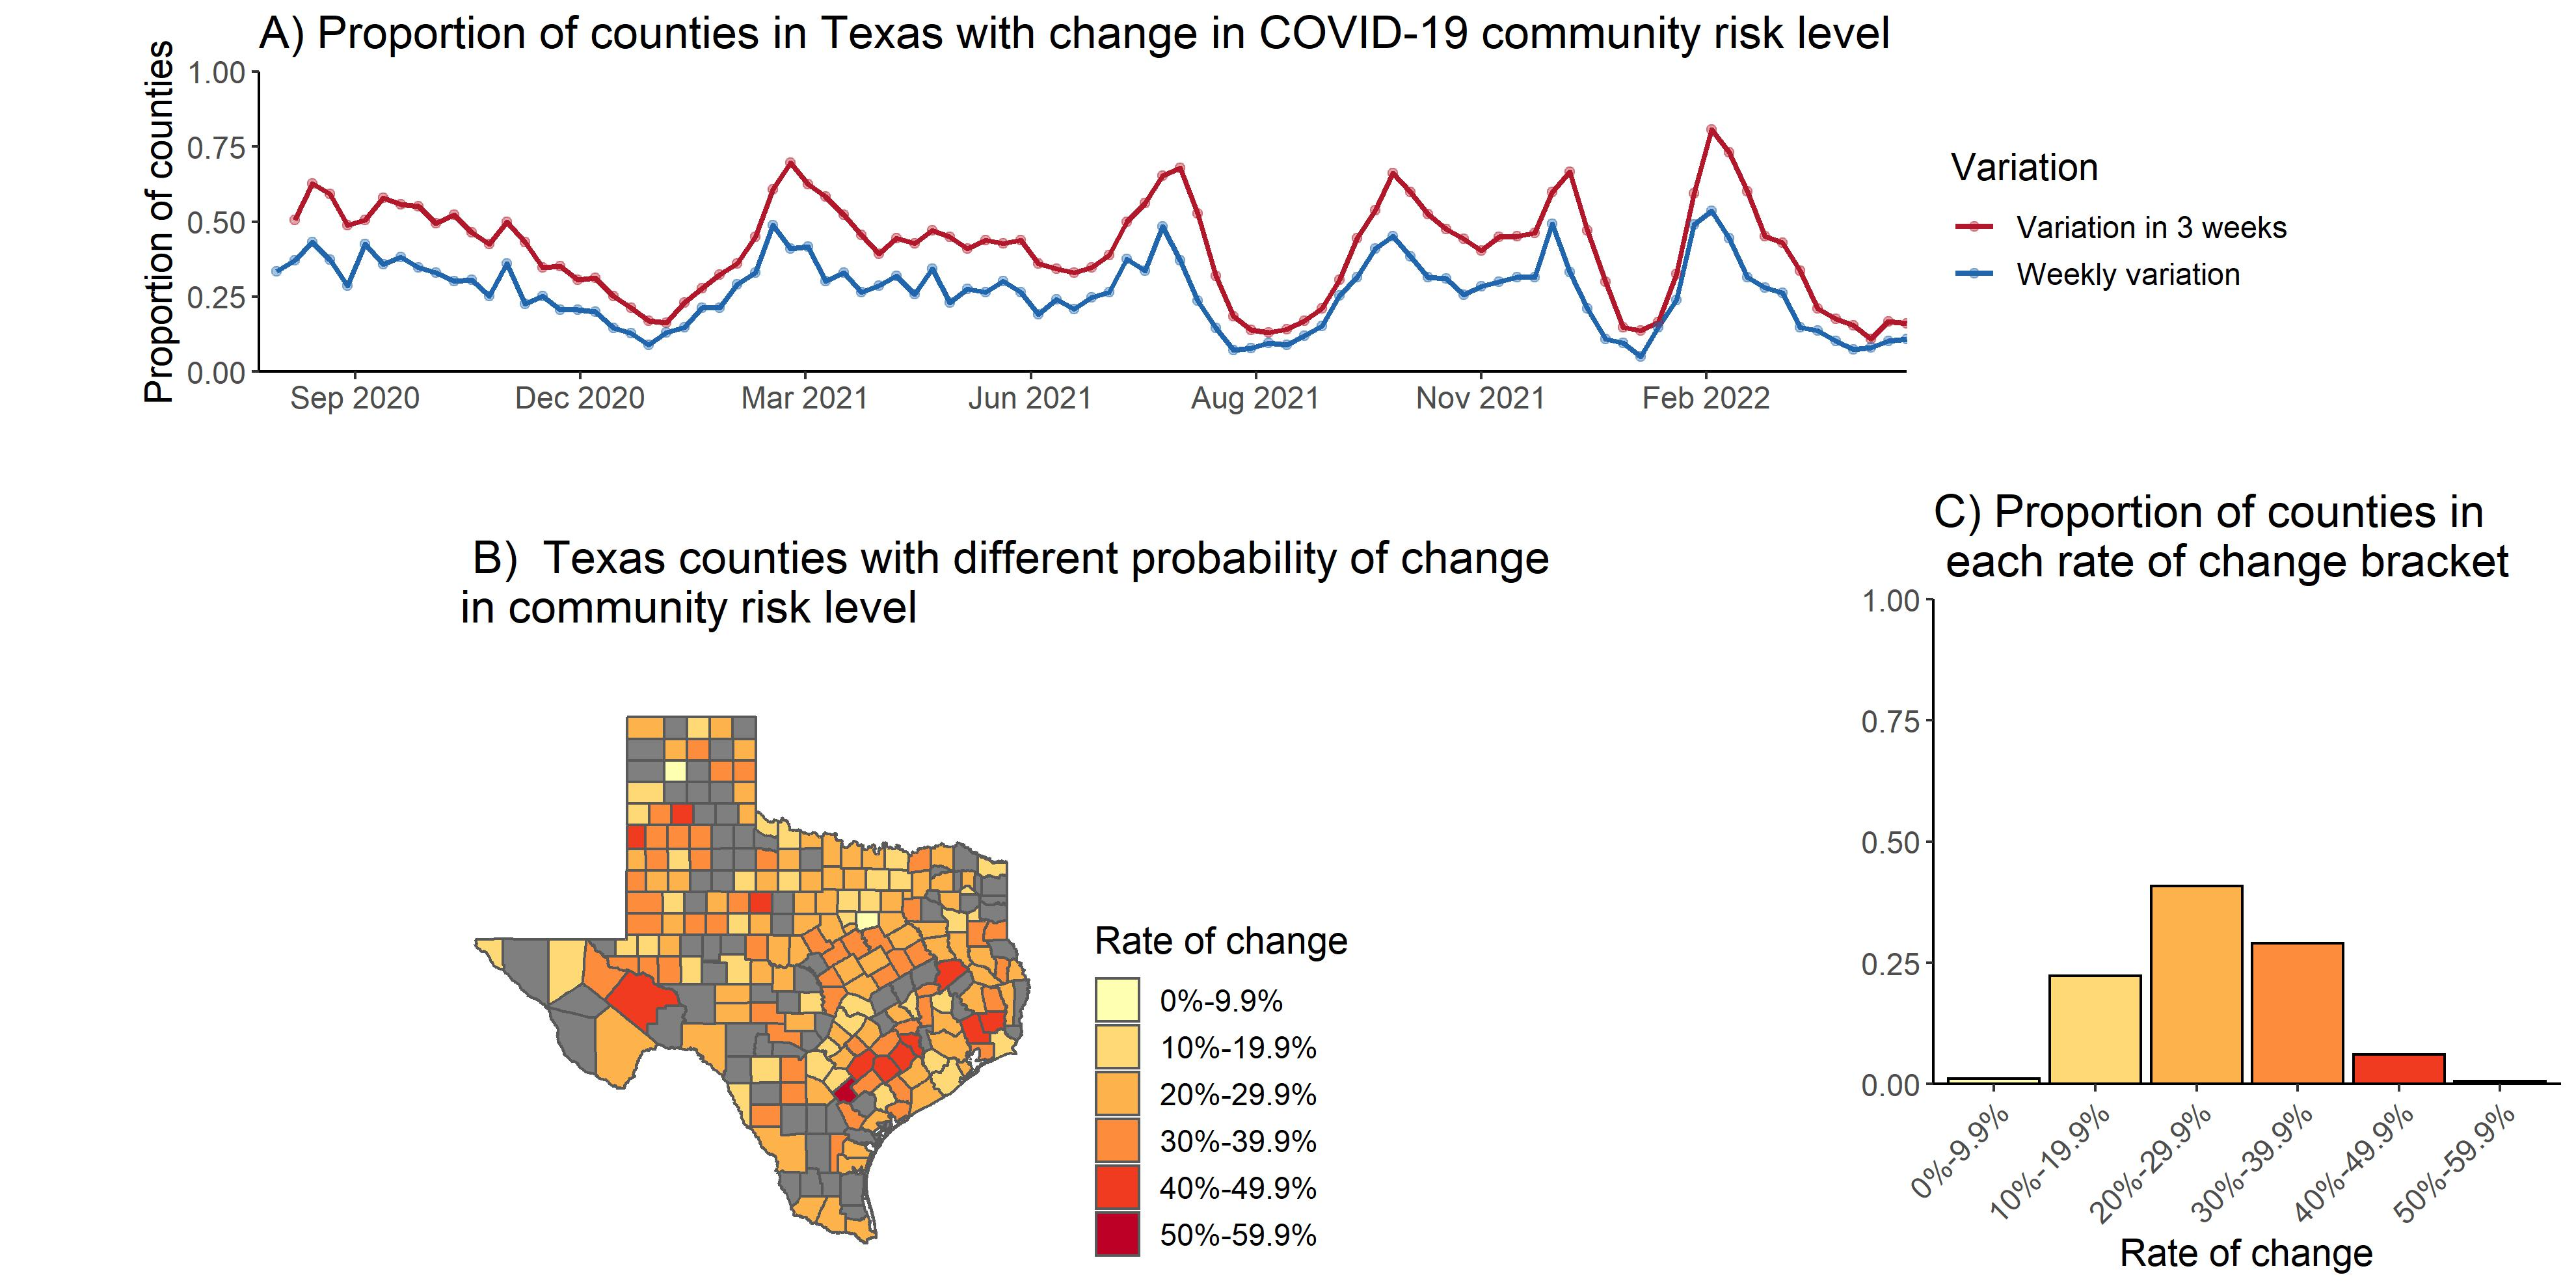 A) Proportion of counties in Texas with change in COVID-19 community risk level
Proportion of counties
1.00
0.75
0.50
0.25
0.00
Sep 2020 Dec 2020 Mar 2021 Jun 2021 Aug 2021 Nov 2021 Feb 2022
Variation
Variation in 3 weeks
Weekly variation
B) Texas counties with different probability of change
in community risk level
Rate of change
0%-9.9%
10%-19.9%
20%-29.9%
30%-39.9%
40%-49.9%
50%-59.9%
C) Proportion of counties in
each rate of change bracket
1.00
0.75
0.50
0.25
0.00
0%-9.9%
10%-19.9%
20%-29.9%
30%-39.9%
40%-49.9%
50%-59.9%
Rate of change